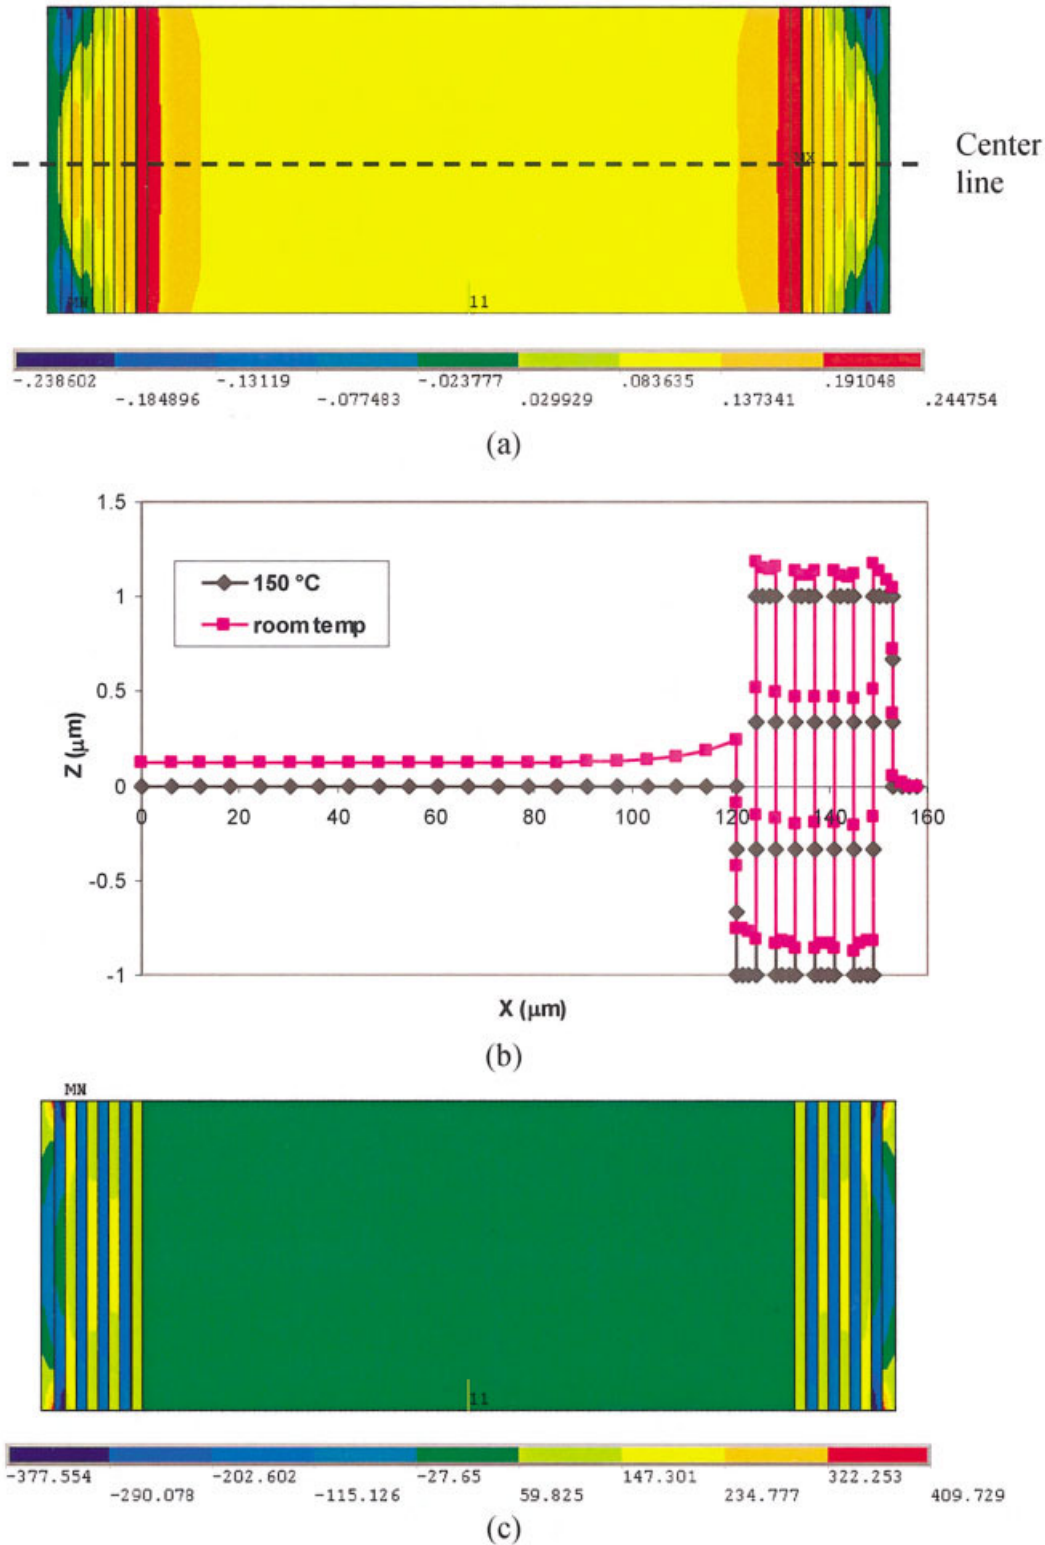 Center
line
MX
MN
11
-.238602 -.13119 -.023777 .083635 .191048
-.184896 -.077483 .029929 .137341 .244754
(a)
1.5
150 °C
1
room temp
0.5
Z (μm)
0
0 20 40 60 80 100 120 140 160
-0.5
-1
X (μm)
(b)
MN
11
-377.554 -202.602 -27.65 147.301 322.253
-290.078 -115.126 59.825 234.777 409.729
(c)